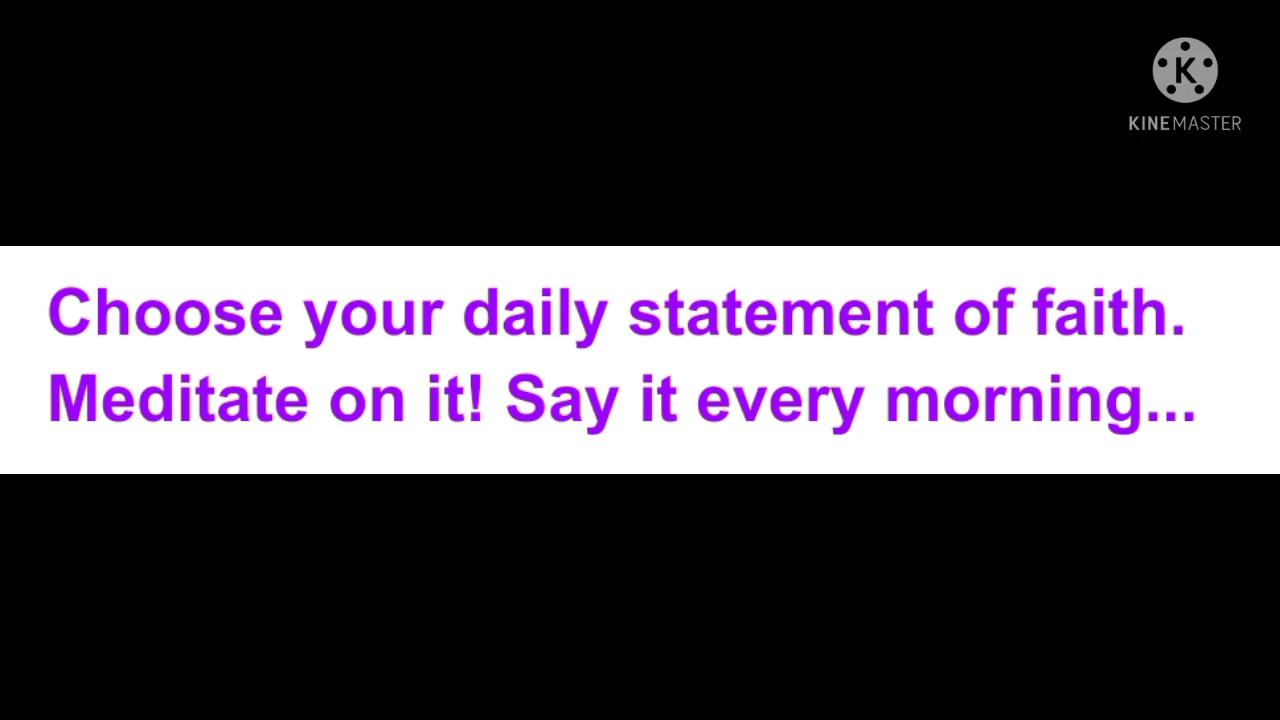 K
KINEMASTER
Choose your daily statement of faith.
Meditate on it! Say it every morning...